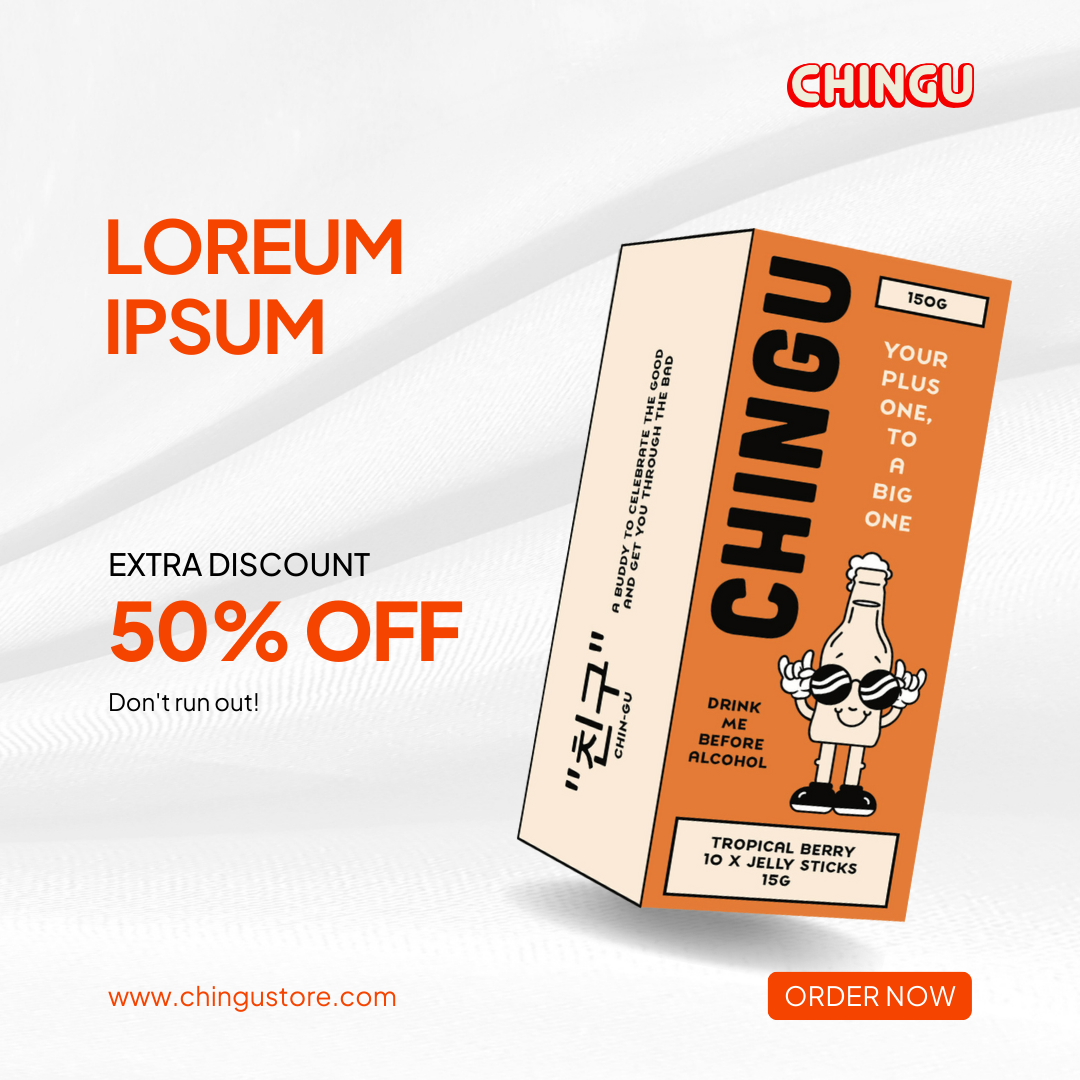 CHINGU
LOREUM
IPSUM
EXTRA DISCOUNT
50% OFF
Don't run out!
A BUDDY TO CELEBRATE THE GOOD
AND GET YOU THROUGH THE BAD
"친구"
CHIN-GU
CHINGU
150G
YOUR
PLUS
ONE,
TO
A
BIG
ONE
DRINK
ME
BEFORE
ALCOHOL
TROPICAL BERRY
10 X JELLY STICKS
15G
www.chingustore.com
ORDER NOW